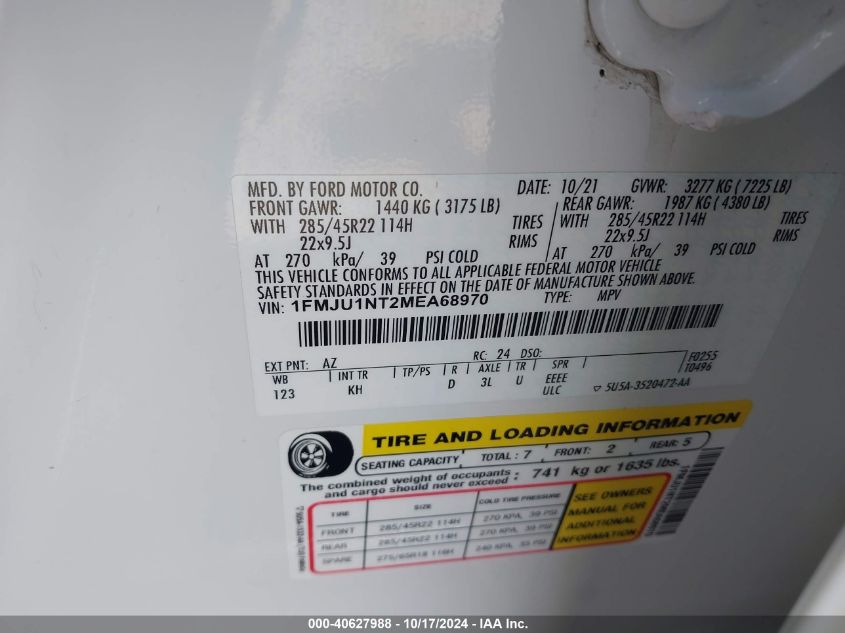 MFD. BY FORD MOTOR CO. DATE: 10/21 GVWR: 3277 KG ( 7225 LB)
FRONT GAWR: 1440 KG ( 3175 LB) REAR GAWR: 1987 KG ( 4380 LB)
WITH 285/45R22 114H TIRES WITH 285/45R22 114H TIRES
22x9.5J RIMS 22x9.5J RIMS
AT 270 kPa/ 39 PSI COLD AT 270 kPa/ 39 PSI COLD
THIS VEHICLE CONFORMS TO ALL APPLICABLE FEDERAL MOTOR VEHICLE
SAFETY STANDARDS IN EFFECT ON THE DATE OF MANUFACTURE SHOWN ABOVE.
VIN: 1FMJU1NT2MEA68970 TYPE: MPV
EXT PNT: AZ RC: 24 DSO: F0255
WB INT TR TP/PS R AXLE TR SPR T0496
123 KH D 3L U EEEE
ULC 5U5A-3520472-AA
TIRE AND LOADING INFORMATION
SEATING CAPACITY TOTAL : 7 FRONT: 2 REAR: 5
The combined weight of occupants and cargo should never exceed : 741 kg or 1635 lbs.
TIRE SIZE COLD TIRE PRESSURE
FRONT 285/45R22 114H 270 KPA, 39 PSI
REAR 285/45R22 114H 270 KPA, 39 PSI
SPARE 275/65R18 116H 240 KPA, 35 PSI
SEE OWNERS
MANUAL FOR
ADDITIONAL
INFORMATION
000-40627988 - 10/17/2024 - IAA, Inc.